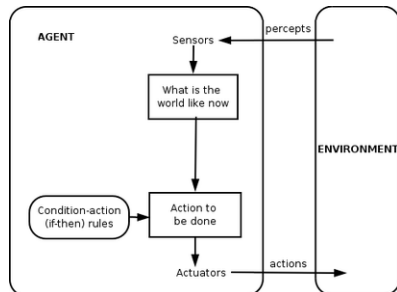 AGENT
Sensors
percepts
What is the
world like now
ENVIRONMENT
Condition-action
(if-then) rules
Action to
be done
Actuators
actions